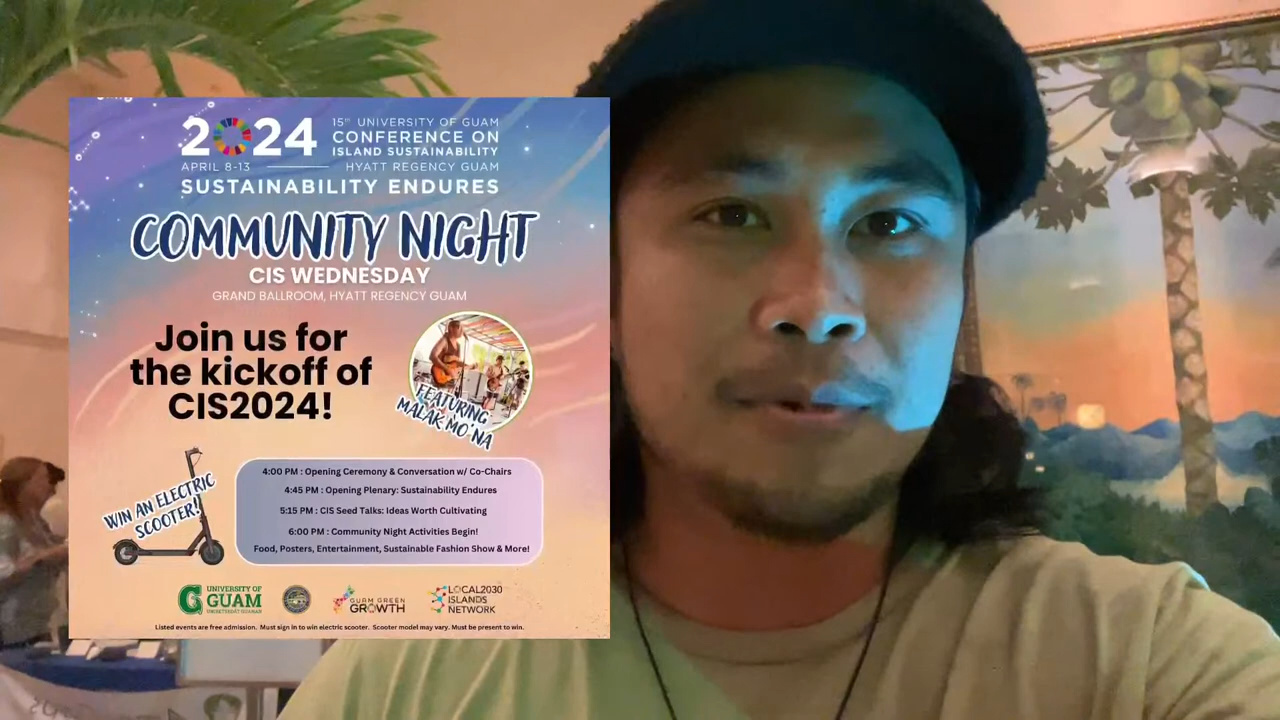 2024
APRIL 8-13
15TH UNIVERSITY OF GUAM
CONFERENCE ON
ISLAND SUSTAINABILITY
HYATT REGENCY GUAM
SUSTAINABILITY ENDURES
COMMUNITY NIGHT
CIS WEDNESDAY
GRAND BALLROOM, HYATT REGENCY GUAM
Join us for
the kickoff of
CIS2024!
FEATURING
MALAK MO'NA
WIN AN ELECTRIC
SCOOTER!
4:00 PM : Opening Ceremony & Conversation w/ Co-Chairs
4:45 PM : Opening Plenary: Sustainability Endures
5:15 PM : CIS Seed Talks: Ideas Worth Cultivating
6:00 PM : Community Night Activities Begin!
Food, Posters, Entertainment, Sustainable Fashion Show & More!
G
UNIVERSITY OF
GUAM
UNIBETSEDÅT GUAHAN
GUAM GREEN
GROWTH
LOCAL2030
ISLANDS
NETWORK
Listed events are free admission. Must sign in to win electric scooter. Scooter model may vary. Must be present to win.